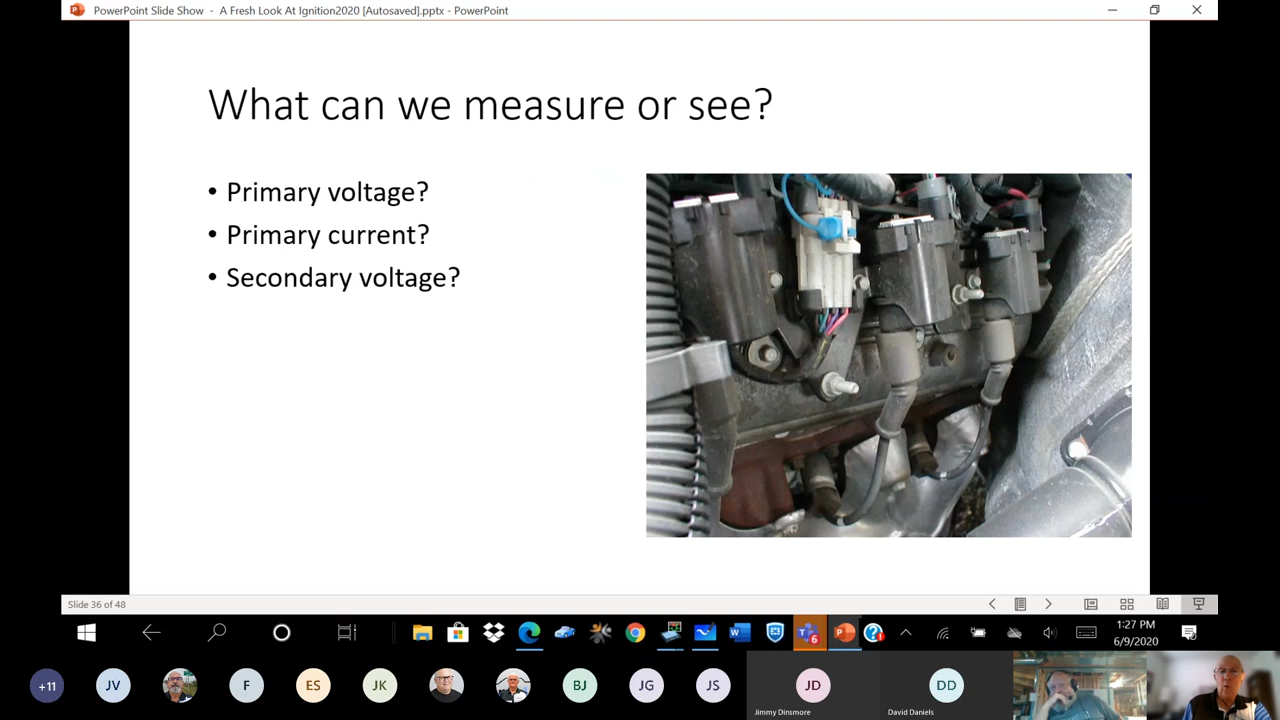 PowerPoint Slide Show - A Fresh Look At Ignition2020 [Autosaved].pptx - PowerPoint
What can we measure or see?
• Primary voltage?
• Primary current?
• Secondary voltage?
Slide 36 of 48
6
1:27 PM
6/9/2020
+11
JV
F
ES
JK
BJ
JG
JS
JD
Jimmy Dinsmore
DD
David Daniels